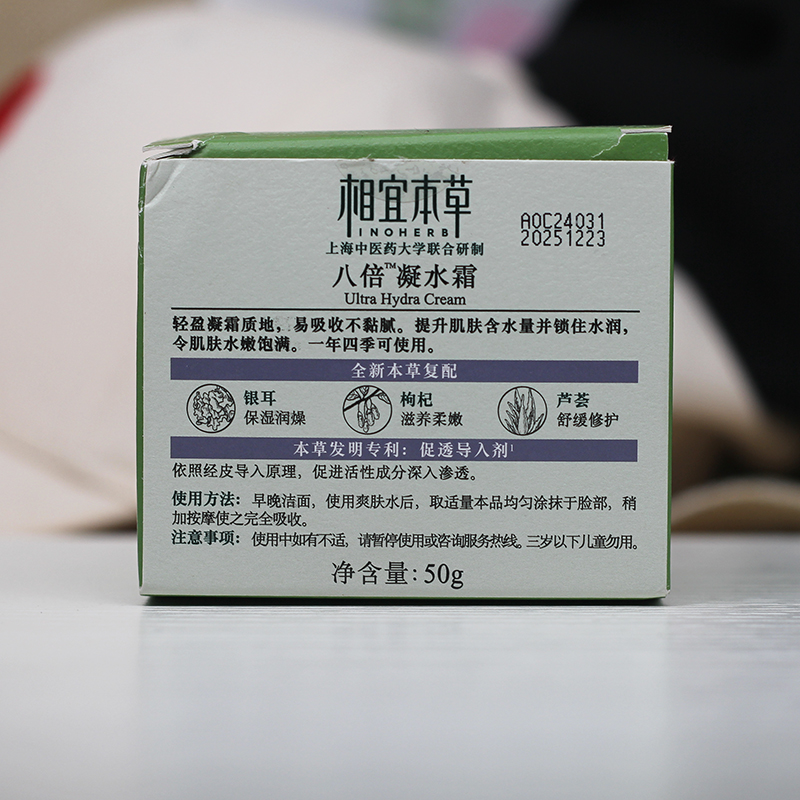 相宜本草
INOHERB
上海中医药大学联合研制
AOC24031
20251223
八倍™凝水霜
Ultra Hydra Cream
轻盈凝霜质地，易吸收不黏腻。提升肌肤含水量并锁住水润，
令肌肤水嫩饱满。一年四季可使用。
全新本草复配
银耳
保湿润燥
枸杞
滋养柔嫩
芦荟
舒缓修护
本草发明专利：促透导入剂¹
依照经皮导入原理，促进活性成分深入渗透。
使用方法：早晚洁面，使用爽肤水后，取适量本品均匀涂抹于脸部，稍
加按摩使之完全吸收。
注意事项：使用中如有不适，请暂停使用或咨询服务热线。三岁以下儿童勿用。
净含量：50g